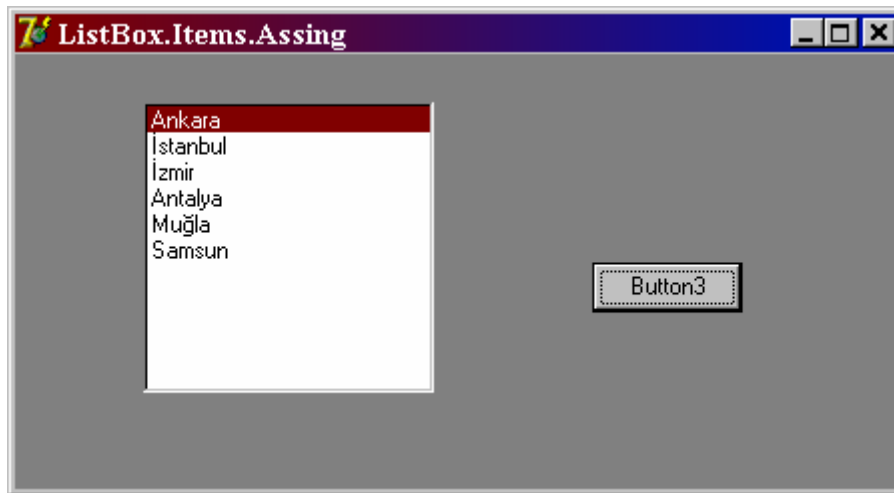 ListBox.Items.Assing
Ankara
İstanbul
İzmir
Antalya
Muğla
Samsun
Button3